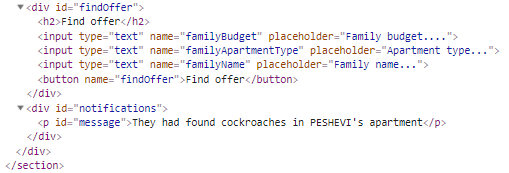 ▼<div id="findOffer">
<h2>Find offer</h2>
<input type="text" name="familyBudget" placeholder="Family budget....">
<input type="text" name="familyApartmentType" placeholder="Apartment type...">
<input type="text" name="familyName" placeholder="Family name...">
<button name="findOffer">Find offer</button>
</div>
▼<div id="notifications">
<p id="message">They had found cockroaches in PESHEVI's apartment</p>
</div>
</div>
</section>